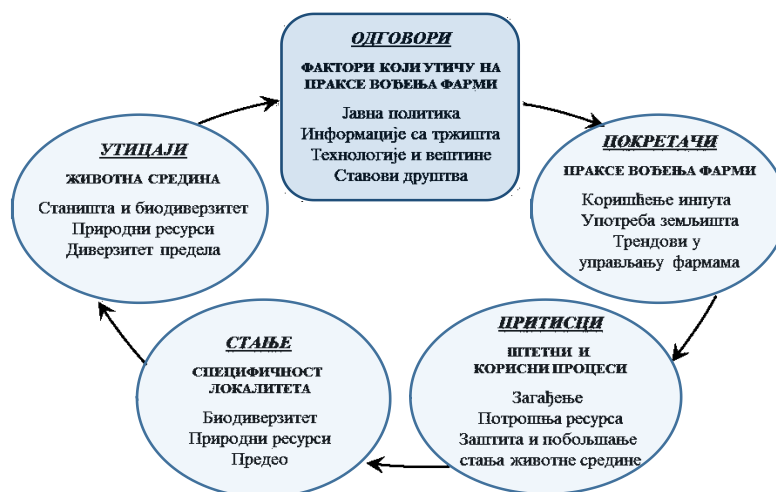 ОДГОВОРИ
ФАКТОРИ КОЈИ УТИЧУ НА
ПРАКСЕ ВОЂЕЊА ФАРМИ
Јавна политика
Информације са тржишта
Технологије и вештине
Ставови друштва
ПОКРЕТАЧИ
ПРАКСЕ ВОЂЕЊА ФАРМИ
Коришћење инпута
Употреба земљишта
Трендови у
управљању фармама
ПРИТИСЦИ
ШТЕТНИ И
КОРИСНИ ПРОЦЕСИ
Загађење
Потрошња ресурса
Заштита и побољшање
стања животне средине
СТАЊЕ
СПЕЦИФИЧНОСТ
ЛОКАЛИТЕТА
Биодиверзитет
Природни ресурси
Предео
УТИЦАЈИ
ЖИВОТНА СРЕДИНА
Станишта и биодиверзитет
Природни ресурси
Диверзитет предела